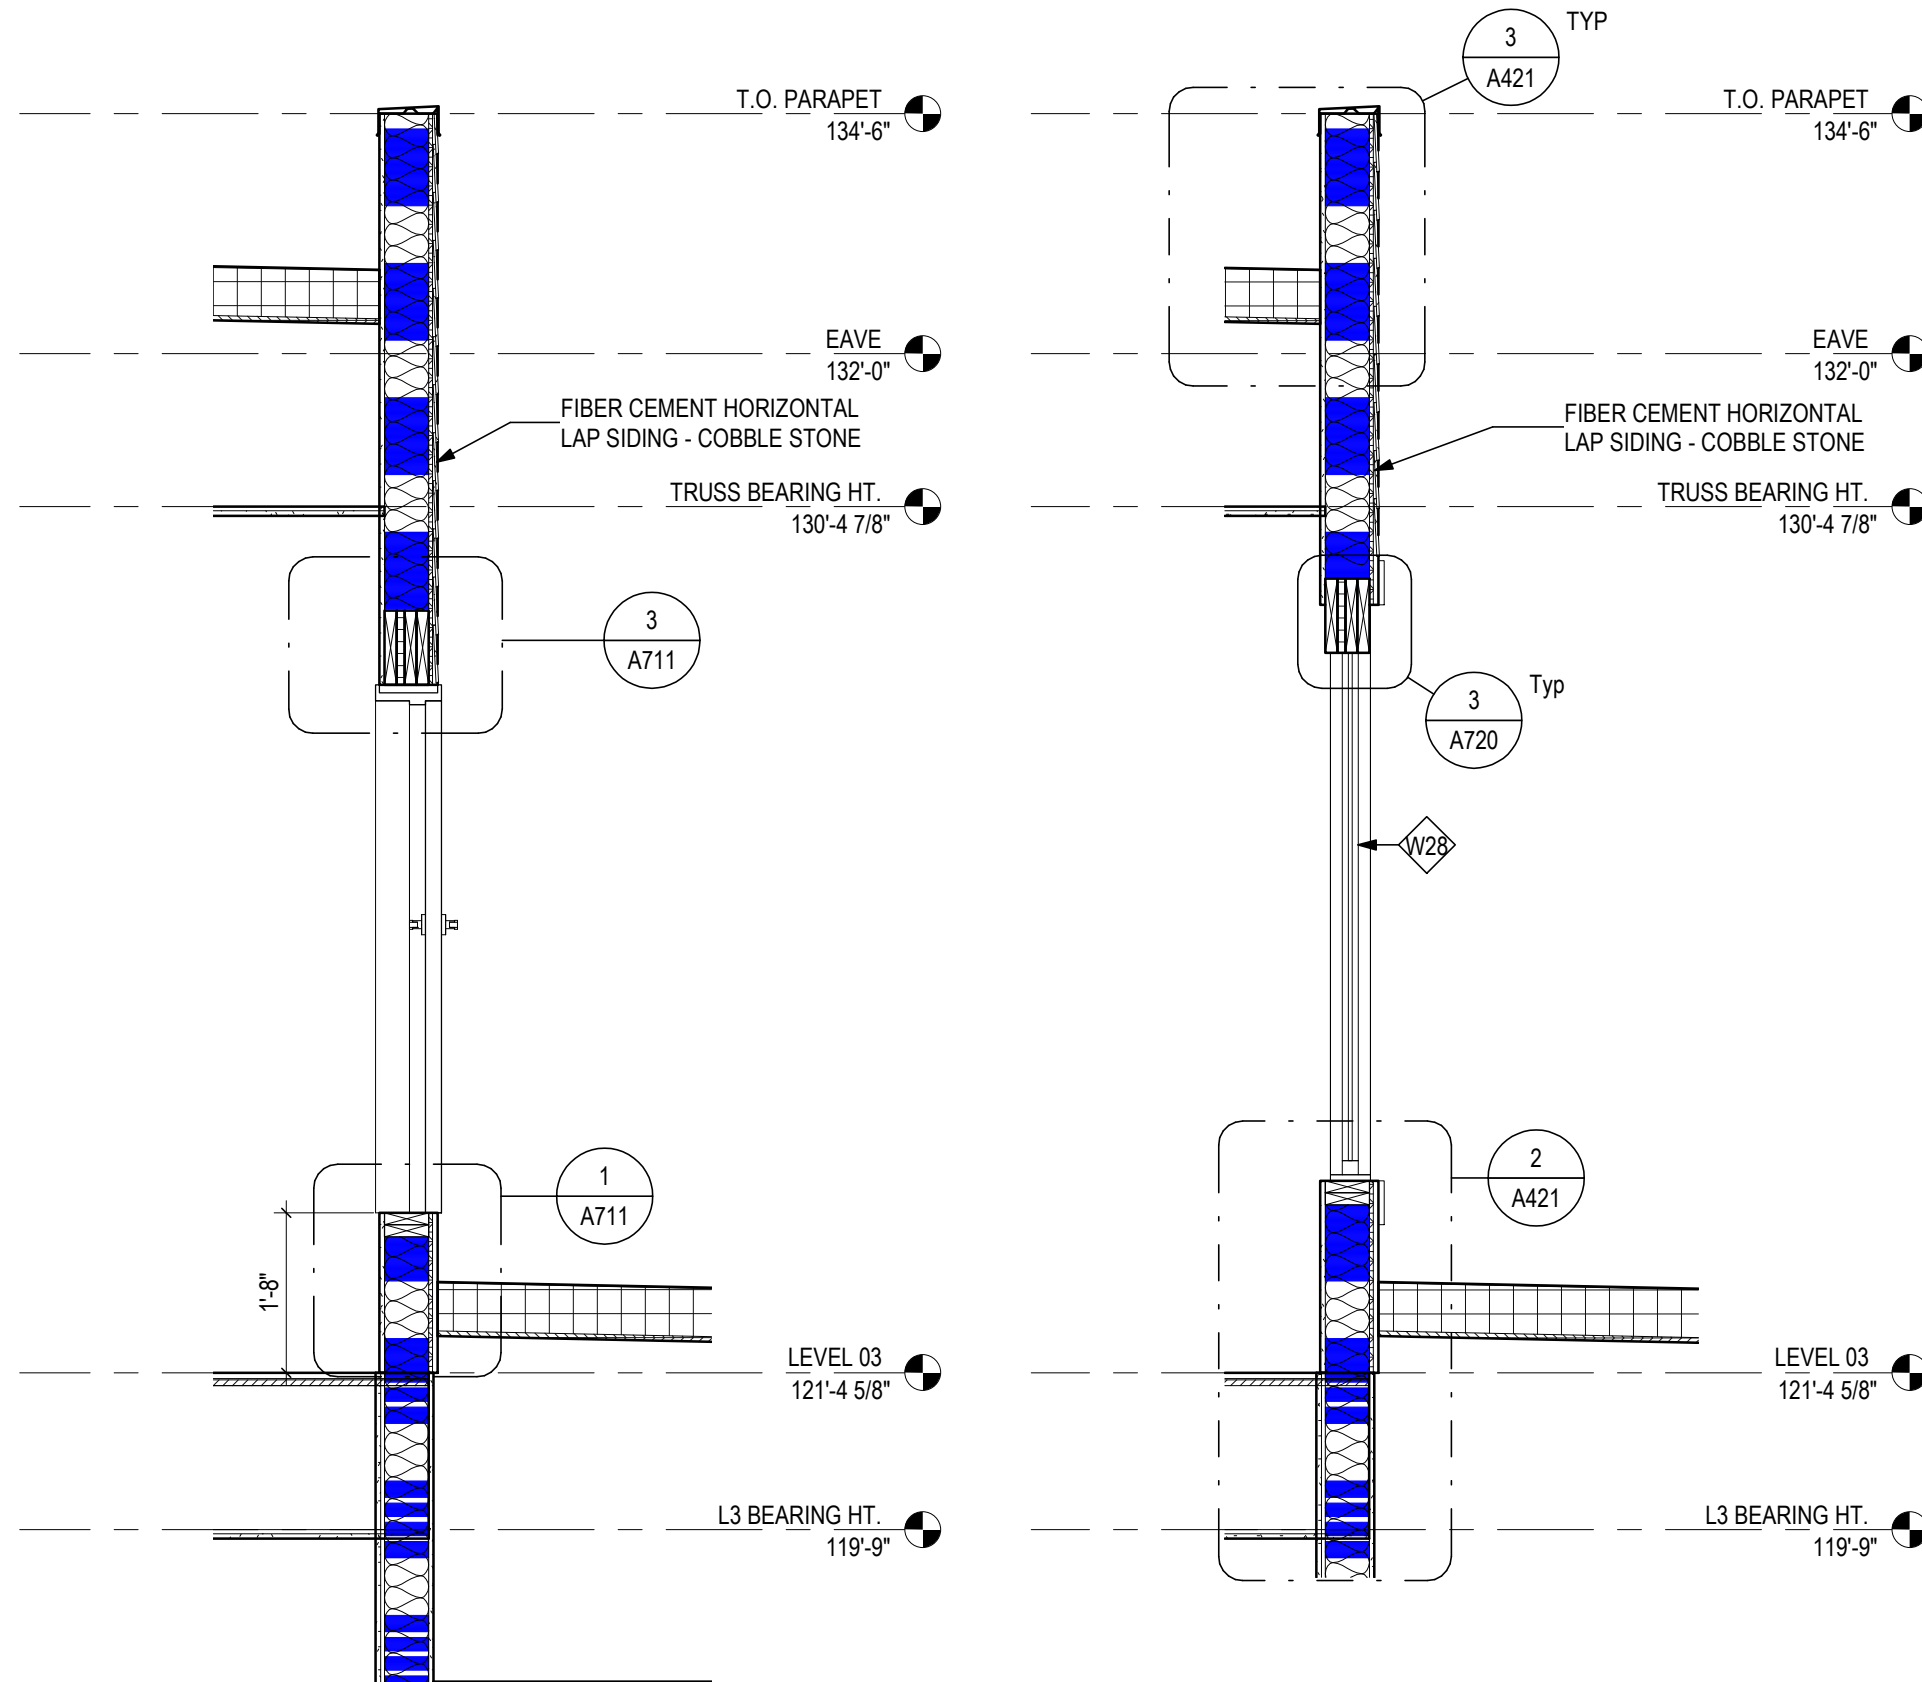 T.O. PARAPET
134'-6"
EAVE
132'-0"
FIBER CEMENT HORIZONTAL
LAP SIDING - COBBLE STONE
TRUSS BEARING HT.
130'-4 7/8"
3
A711
1
A711
1'-8"
LEVEL 03
121'-4 5/8"
L3 BEARING HT.
119'-9"
3
A421
TYP
T.O. PARAPET
134'-6"
EAVE
132'-0"
FIBER CEMENT HORIZONTAL
LAP SIDING - COBBLE STONE
TRUSS BEARING HT.
130'-4 7/8"
3
A720
Typ
W28
2
A421
LEVEL 03
121'-4 5/8"
L3 BEARING HT.
119'-9"